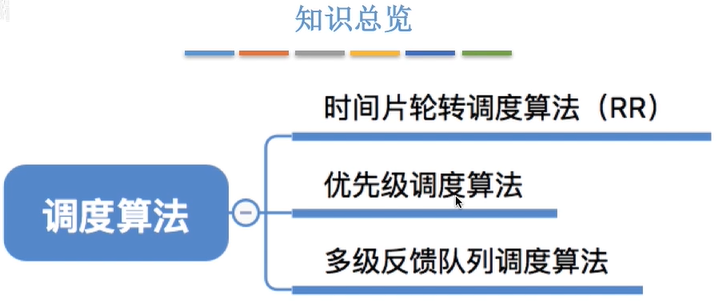 知识总览
时间片轮转调度算法（RR）
优先级调度算法
调度算法
多级反馈队列调度算法